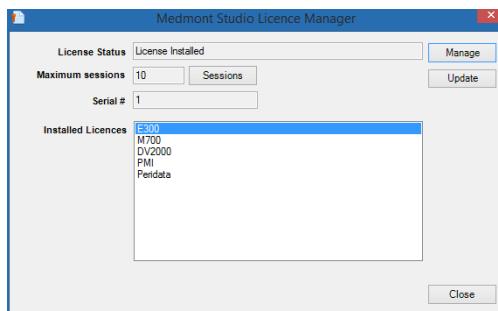 Medmont Studio Licence Manager
License Status License Installed Manage
Maximum sessions 10 Sessions Update
Serial # 1
Installed Licences E300
M700
DV2000
PMI
Peridata
Close